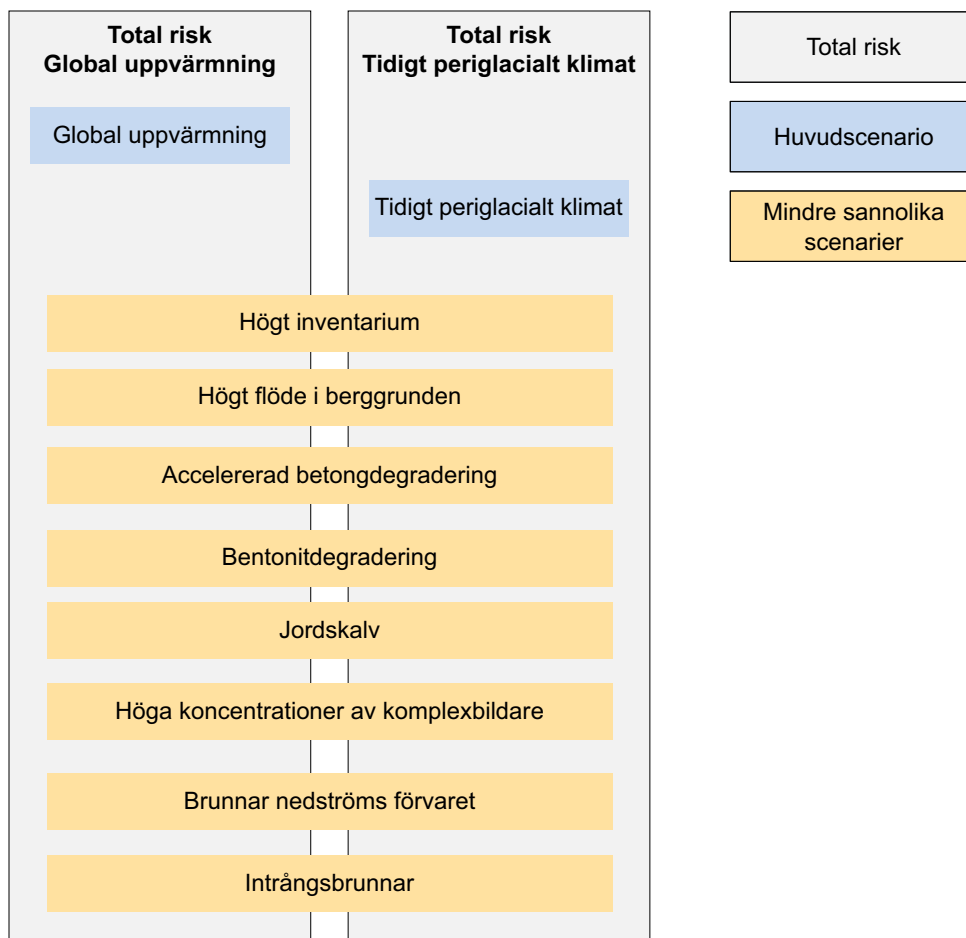 Total risk
Global uppvärmning
Total risk
Tidigt periglacialt klimat
Global uppvärmning
Tidigt periglacialt klimat
Högt inventarium
Högt flöde i berggrunden
Accelererad betongdegradering
Bentonitdegradering
Jordskalv
Höga koncentrationer av komplexbildare
Brunnar nedströms förvaret
Intrångsbrunnar
Total risk
Huvudscenario
Mindre sannolika
scenarier